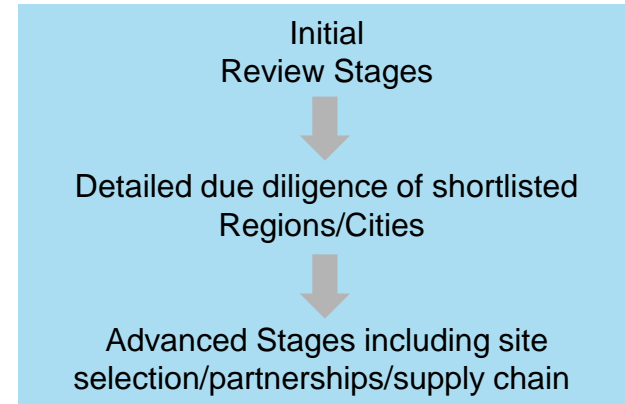 Initial
Review Stages
Detailed due diligence of shortlisted
Regions/Cities
Advanced Stages including site
selection/partnerships/supply chain